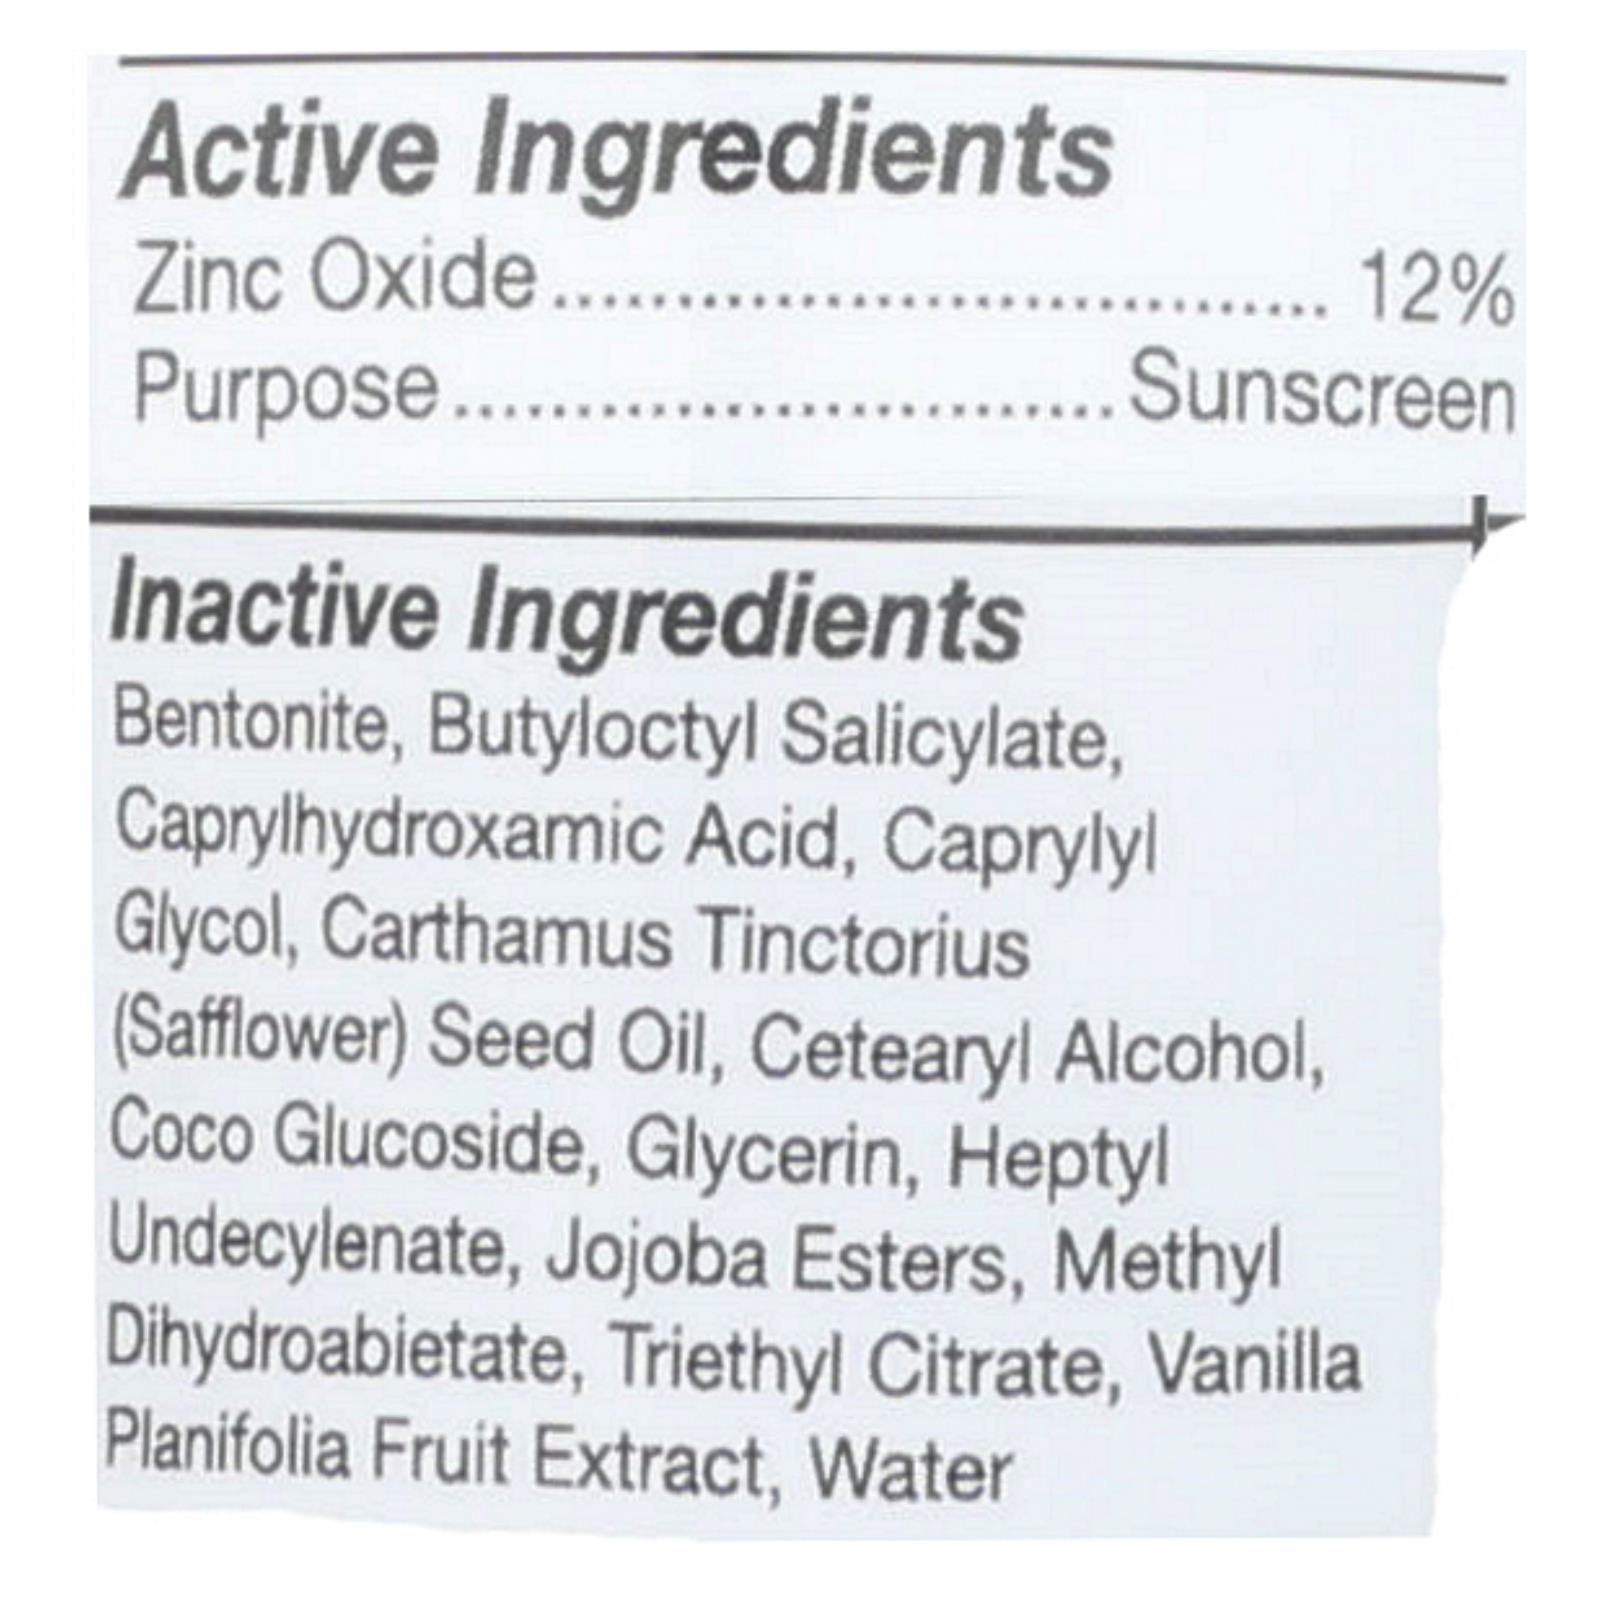 Active Ingredients
Zinc Oxide.............................. 12%
Purpose...........................Sunscreen
Inactive Ingredients
Bentonite, Butyloctyl Salicylate,
Caprylhydroxamic Acid, Caprylyl
Glycol, Carthamus Tinctorius
(Safflower) Seed Oil, Cetearyl Alcohol,
Coco Glucoside, Glycerin, Heptyl
Undecylenate, Jojoba Esters, Methyl
Dihydroabietate, Triethyl Citrate, Vanilla
Planifolia Fruit Extract, Water